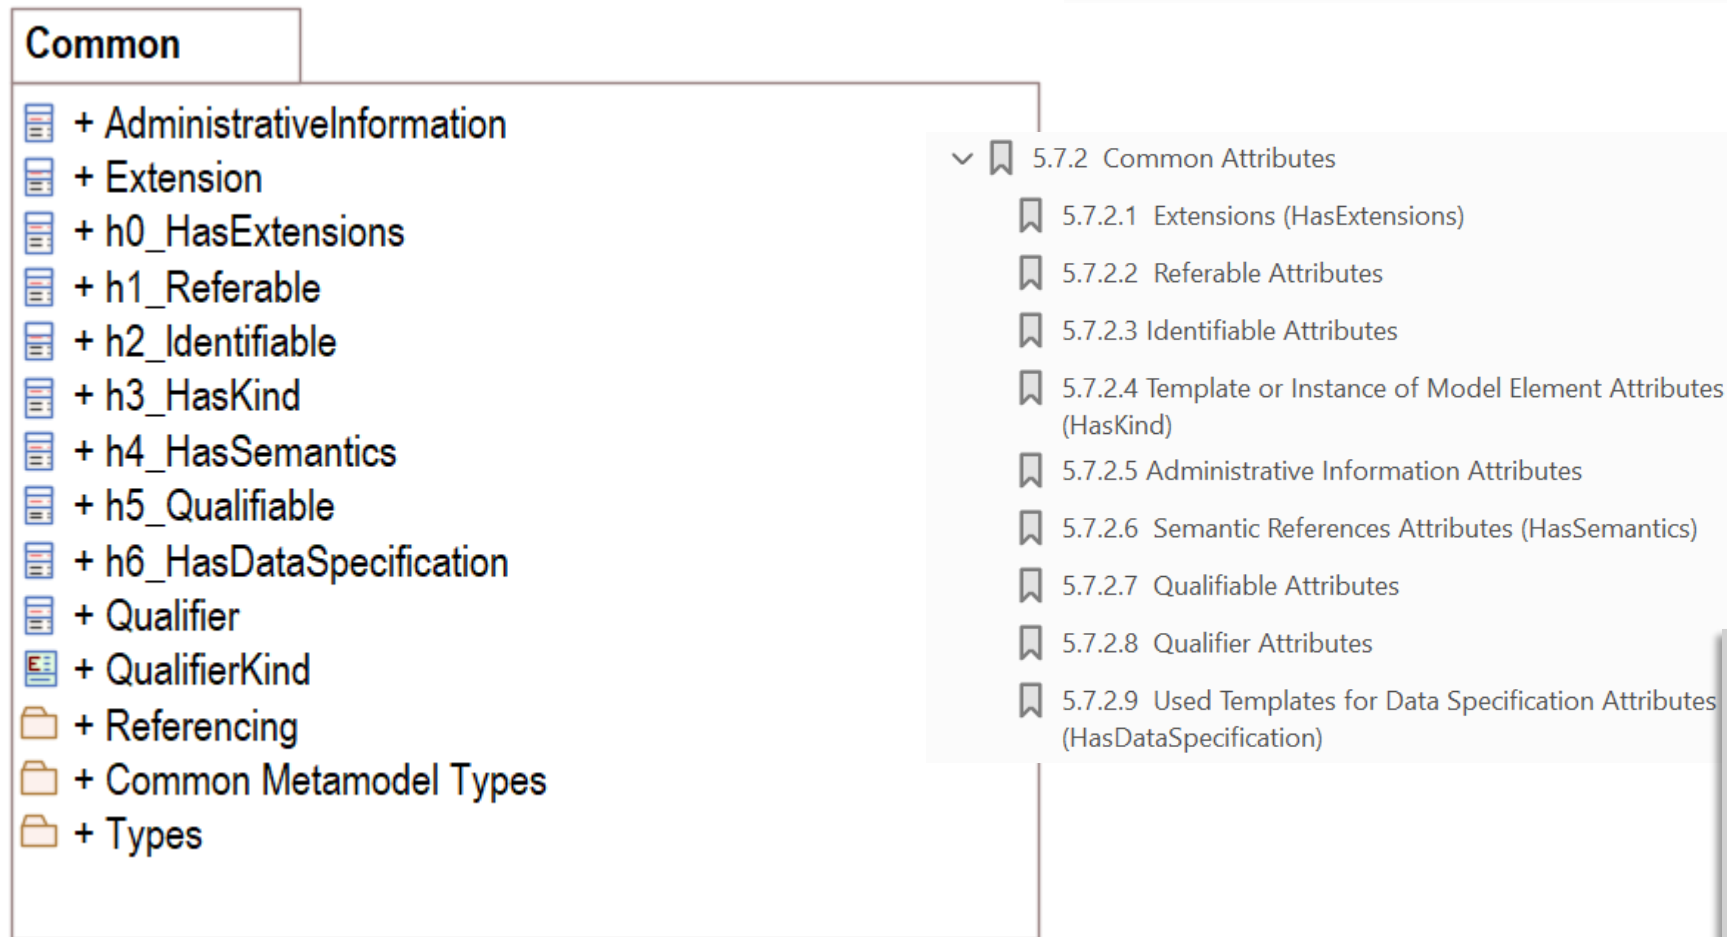 Common
+ AdministrativeInformation
+ Extension
+ h0_HasExtensions
+ h1_Referable
+ h2_Identifiable
+ h3_HasKind
+ h4_HasSemantics
+ h5_Qualifiable
+ h6_HasDataSpecification
+ Qualifier
+ QualifierKind
+ Referencing
+ Common Metamodel Types
+ Types
5.7.2 Common Attributes
5.7.2.1 Extensions (HasExtensions)
5.7.2.2 Referable Attributes
5.7.2.3 Identifiable Attributes
5.7.2.4 Template or Instance of Model Element Attributes
(HasKind)
5.7.2.5 Administrative Information Attributes
5.7.2.6 Semantic References Attributes (HasSemantics)
5.7.2.7 Qualifiable Attributes
5.7.2.8 Qualifier Attributes
5.7.2.9 Used Templates for Data Specification Attributes
(HasDataSpecification)